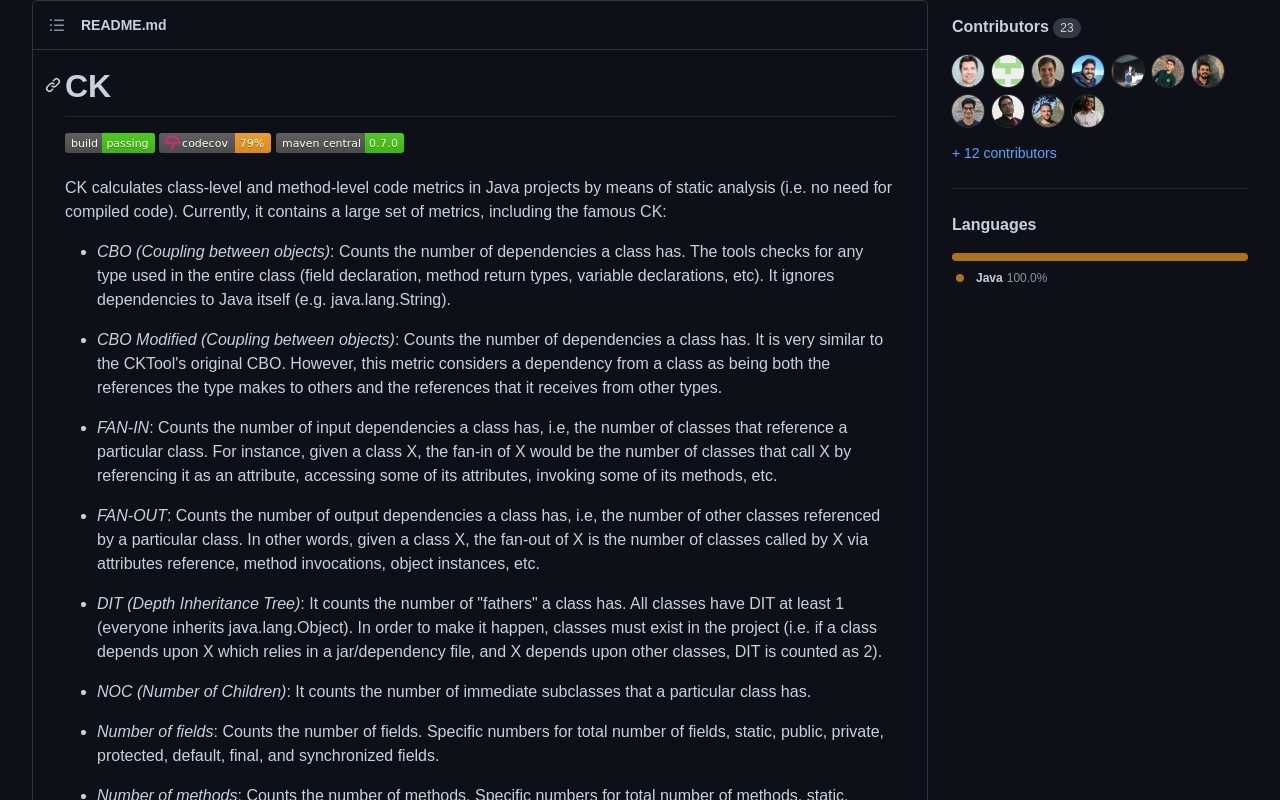 README.md
CK
build passing codecov 79% maven central 0.7.0
CK calculates class-level and method-level code metrics in Java projects by means of static analysis (i.e. no need for
compiled code). Currently, it contains a large set of metrics, including the famous CK:
• CBO (Coupling between objects): Counts the number of dependencies a class has. The tools checks for any
type used in the entire class (field declaration, method return types, variable declarations, etc). It ignores
dependencies to Java itself (e.g. java.lang.String).
• CBO Modified (Coupling between objects): Counts the number of dependencies a class has. It is very similar to
the CKTool's original CBO. However, this metric considers a dependency from a class as being both the
references the type makes to others and the references that it receives from other types.
• FAN-IN: Counts the number of input dependencies a class has, i.e, the number of classes that reference a
particular class. For instance, given a class X, the fan-in of X would be the number of classes that call X by
referencing it as an attribute, accessing some of its attributes, invoking some of its methods, etc.
• FAN-OUT: Counts the number of output dependencies a class has, i.e, the number of other classes referenced
by a particular class. In other words, given a class X, the fan-out of X is the number of classes called by X via
attributes reference, method invocations, object instances, etc.
• DIT (Depth Inheritance Tree): It counts the number of "fathers" a class has. All classes have DIT at least 1
(everyone inherits java.lang.Object). In order to make it happen, classes must exist in the project (i.e. if a class
depends upon X which relies in a jar/dependency file, and X depends upon other classes, DIT is counted as 2).
• NOC (Number of Children): It counts the number of immediate subclasses that a particular class has.
• Number of fields: Counts the number of fields. Specific numbers for total number of fields, static, public, private,
protected, default, final, and synchronized fields.
• Number of methods: Counts the number of methods. Specific numbers for total number of methods, static,
Contributors 23
+ 12 contributors
Languages
Java 100.0%